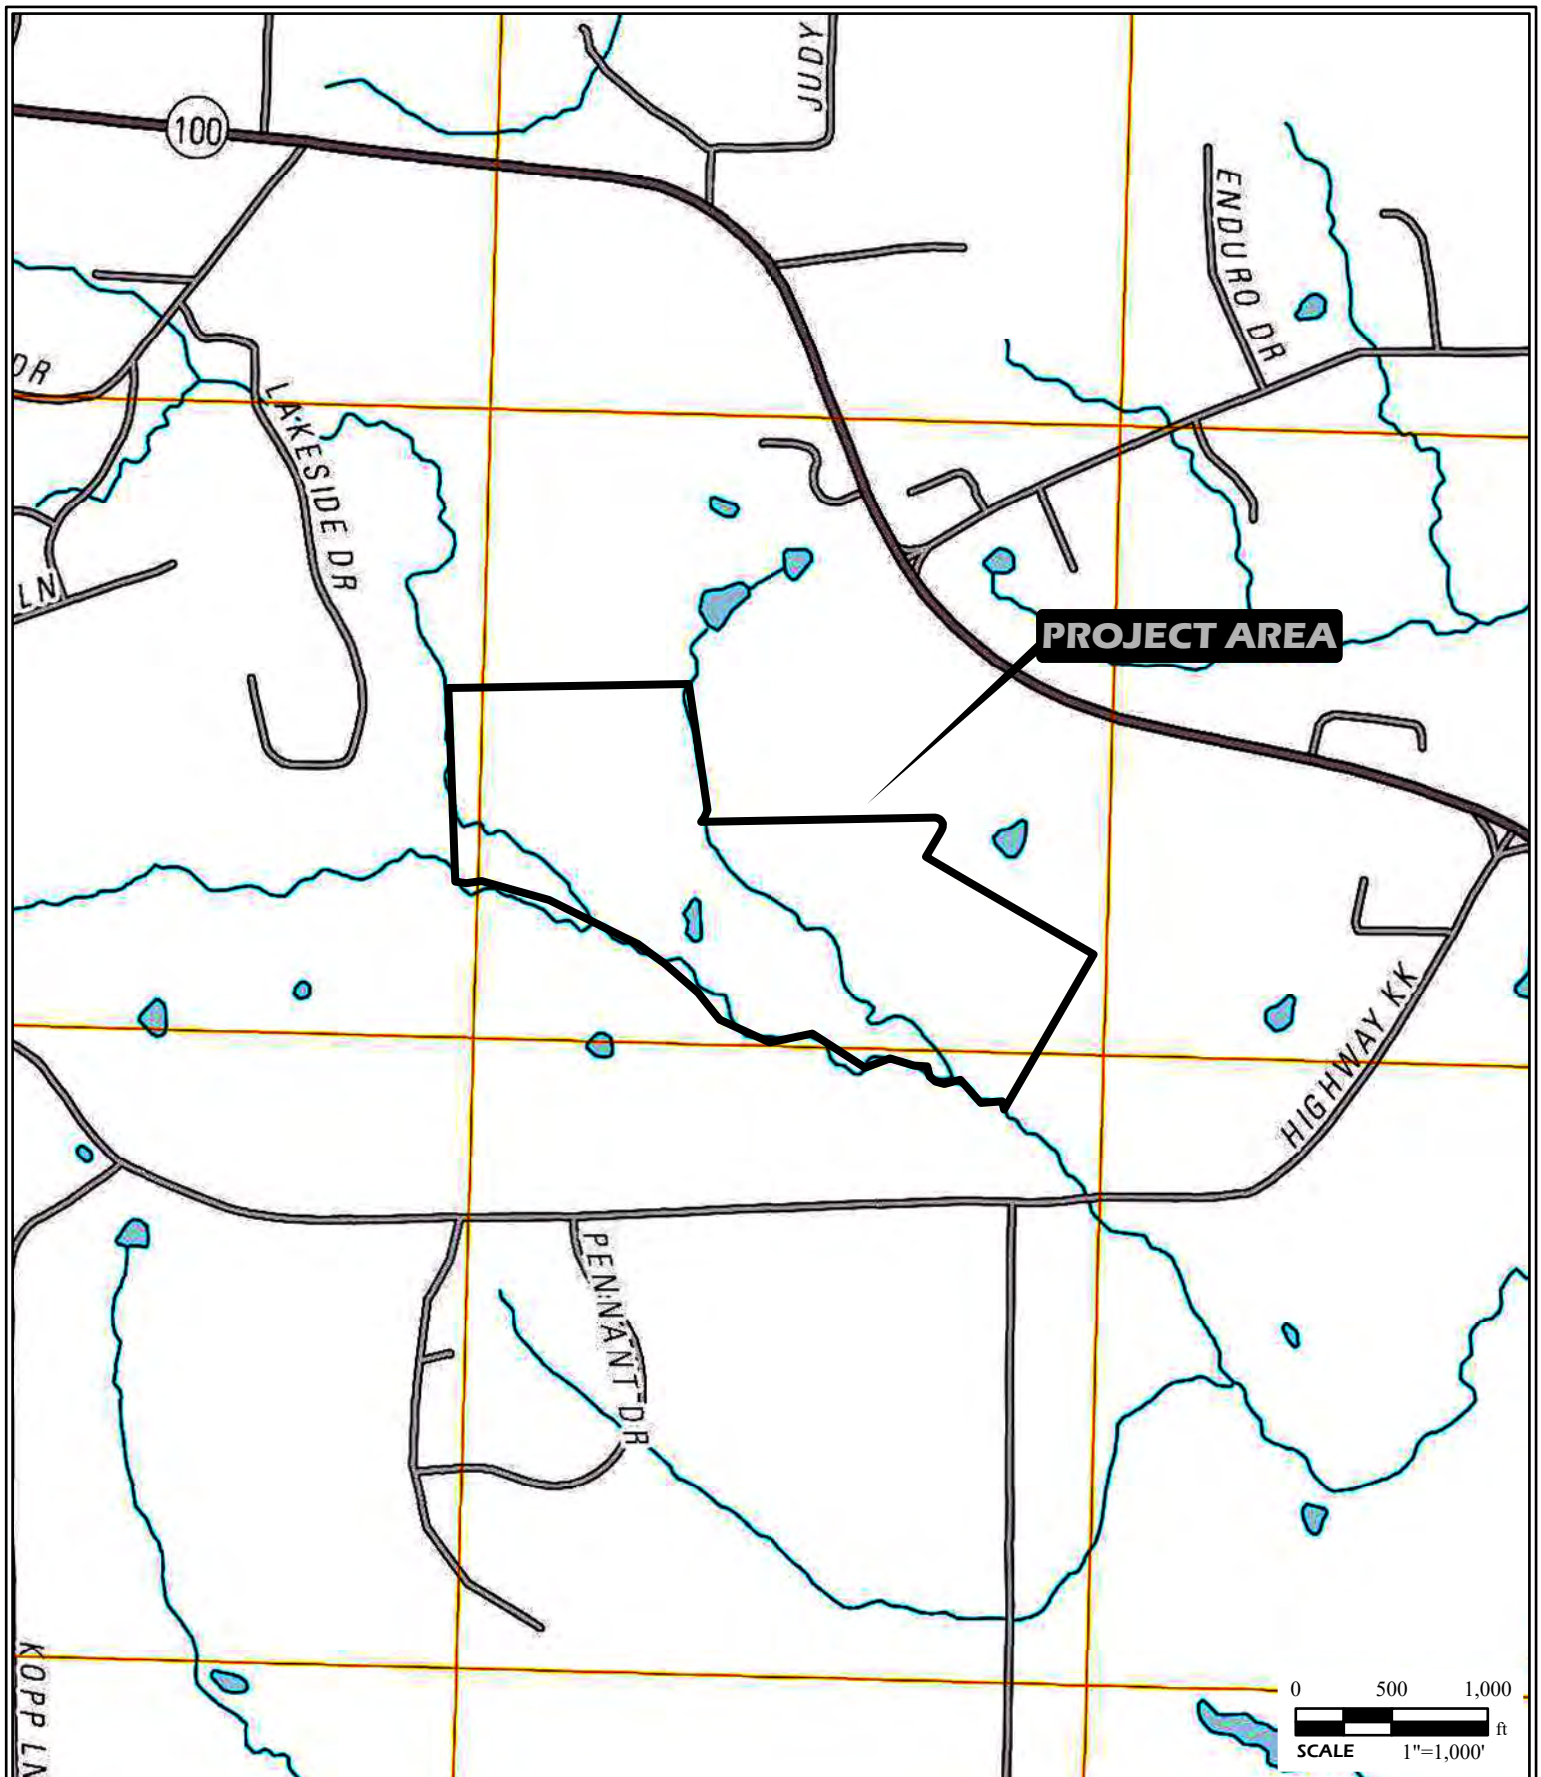 JUDY
100
ENDURO DR
DR
LAKESIDE DR
LN
PROJECT AREA
HIGHWAY KK
PENNANT DR
KOPP LN
0 500 1,000
ft
SCALE 1"=1,000'